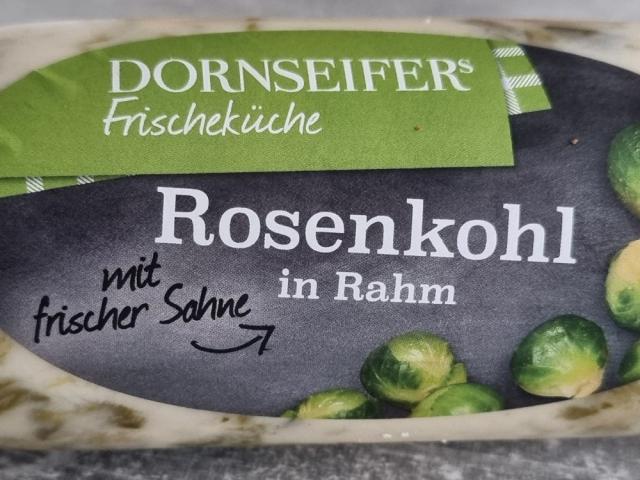 DORNSEIFERs
Frischeküche
Rosenkohl
in Rahm
mit
frischer Sahne